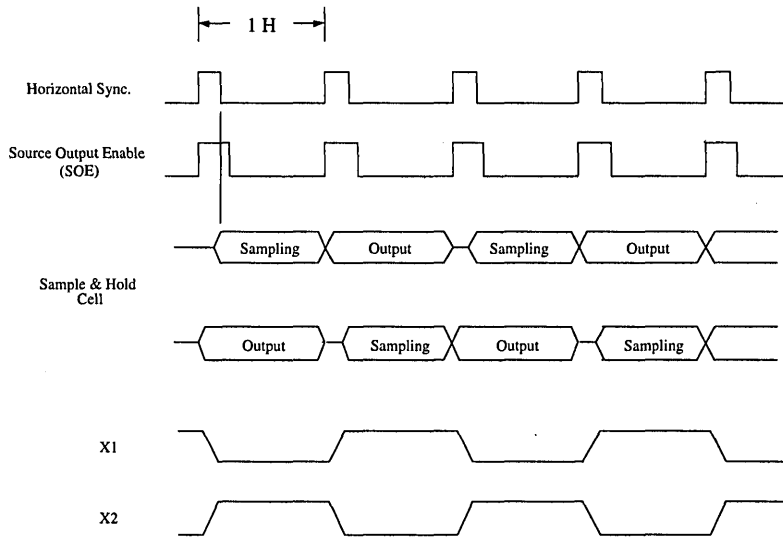 1 H
Horizontal Sync.
Source Output Enable
(SOE)
Sampling
Output
Sampling
Output
Sample & Hold
Cell
Output
Sampling
Output
Sampling
X1
X2